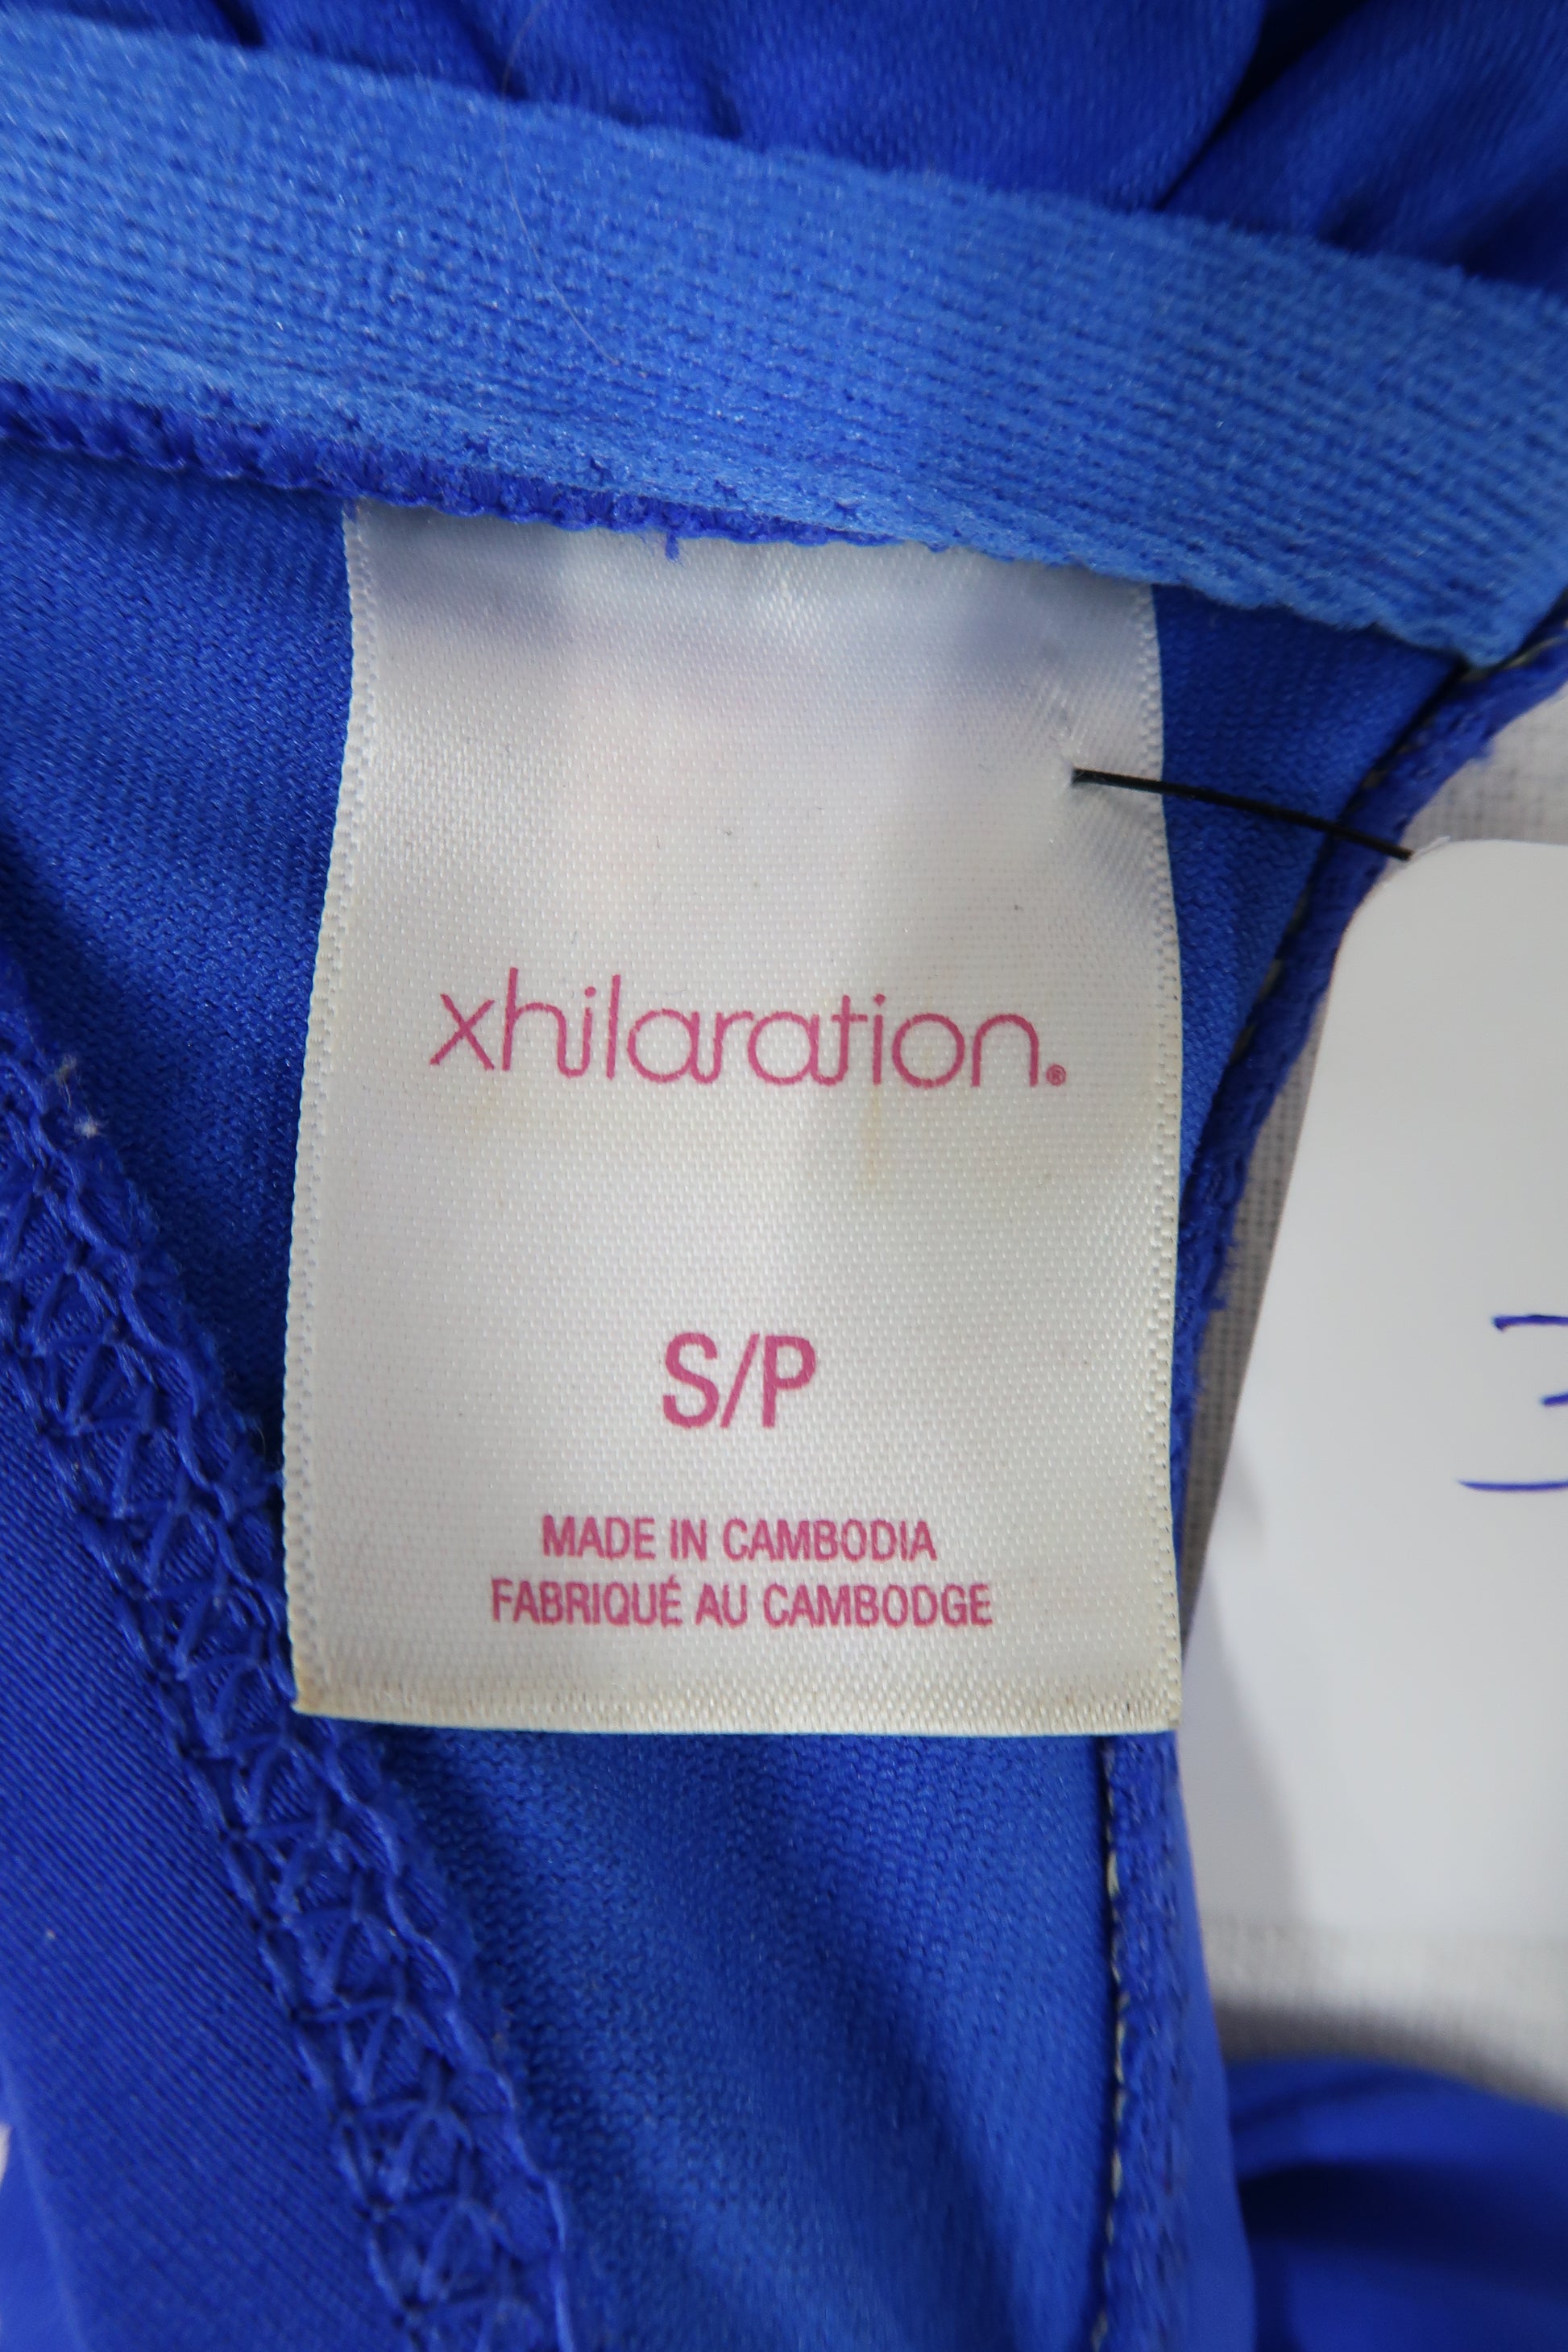 xhilaration®
S/P
MADE IN CAMBODIA
FABRIQUÉ AU CAMBODGE